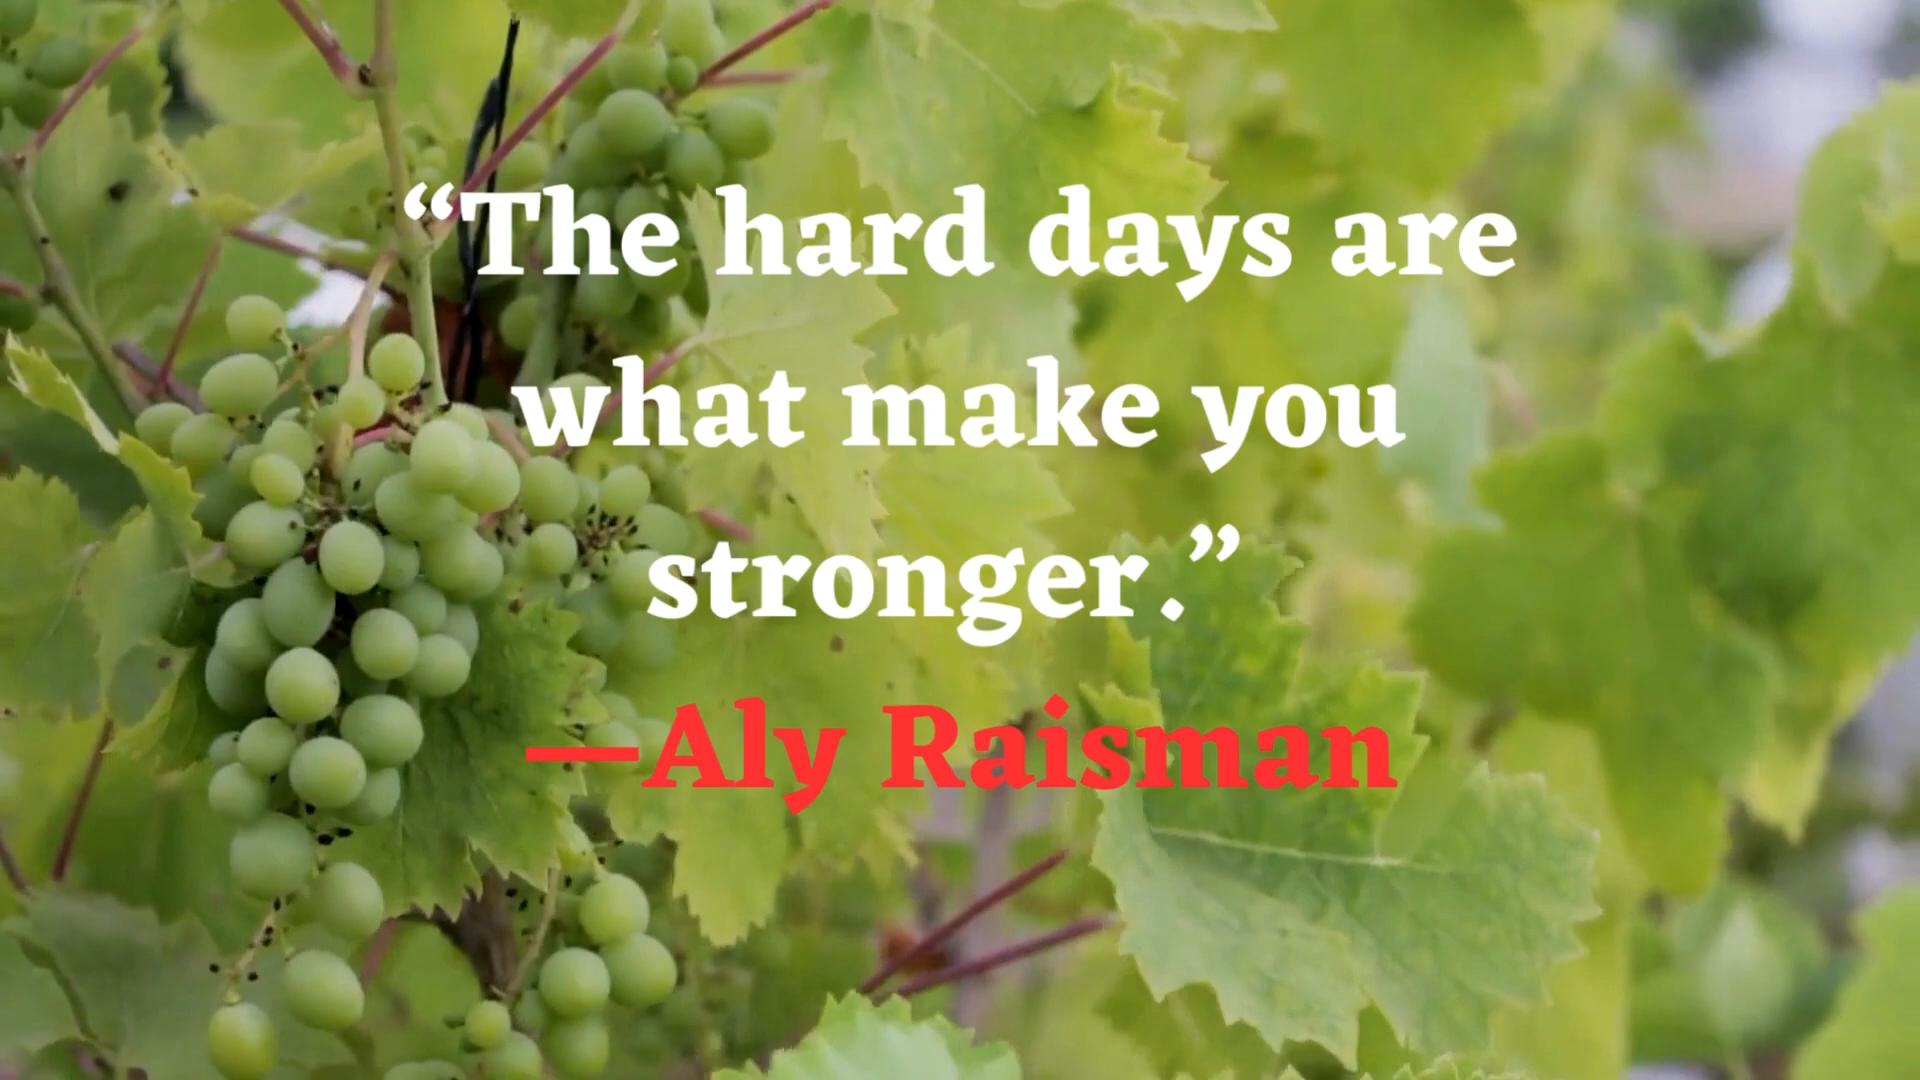 “The hard days are
what make you
stronger.”
—Aly Raisman